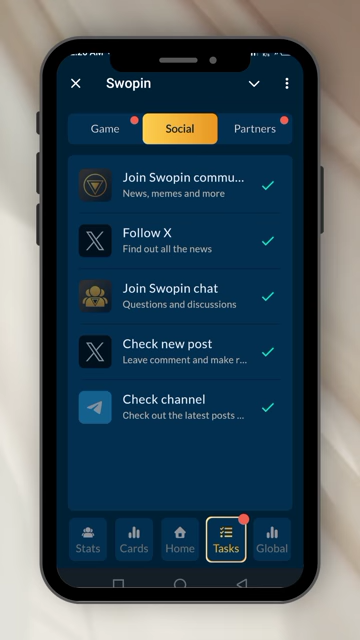 Swopin
Game
Social
Partners
Join Swopin commu...
News, memes and more
Follow X
Find out all the news
Join Swopin chat
Questions and discussions
Check new post
Leave comment and make r...
Check channel
Check out the latest posts ...
Stats
Cards
Home
Tasks
Global